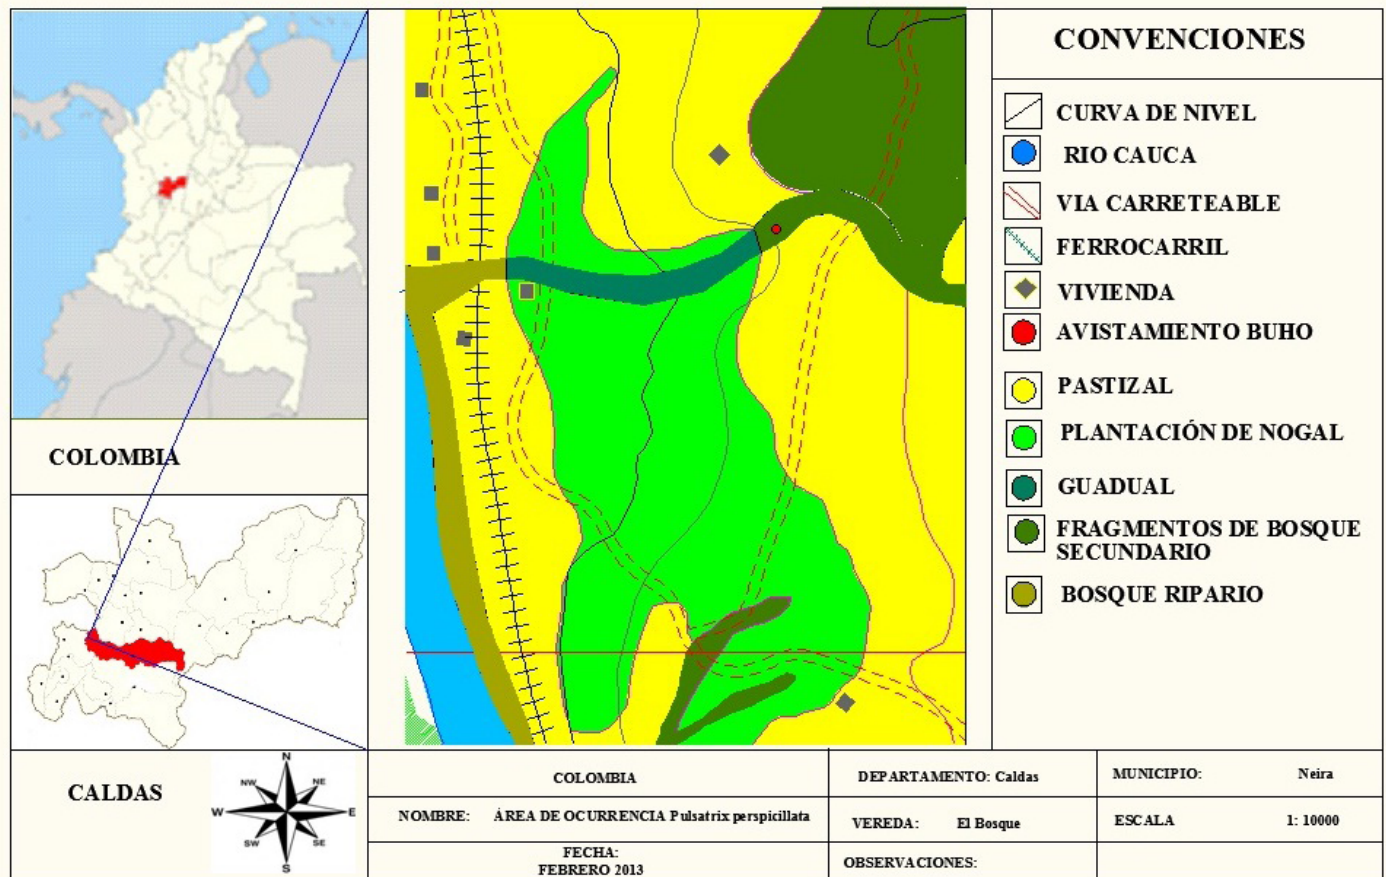 COLOMBIA
CALDAS
N
NE
E
SE
S
SW
W
NW
CONVENCIONES
CURVA DE NIVEL
RIO CAUCA
VIA CARRETEABLE
FERROCARRIL
VIVIENDA
AVISTAMIENTO BUHO
PASTIZAL
PLANTACIÓN DE NOGAL
GUADUAL
FRAGMENTOS DE BOSQUE
SECUNDARIO
BOSQUE RIPARIO
COLOMBIA
DEPARTAMENTO: Caldas
MUNICIPIO: Neira
NOMBRE: ÁREA DE OCURRENCIA Pulsatrix perspicillata
VEREDA: El Bosque
ESCALA 1: 10000
FECHA:
FEBRERO 2013
OBSERVACIONES: